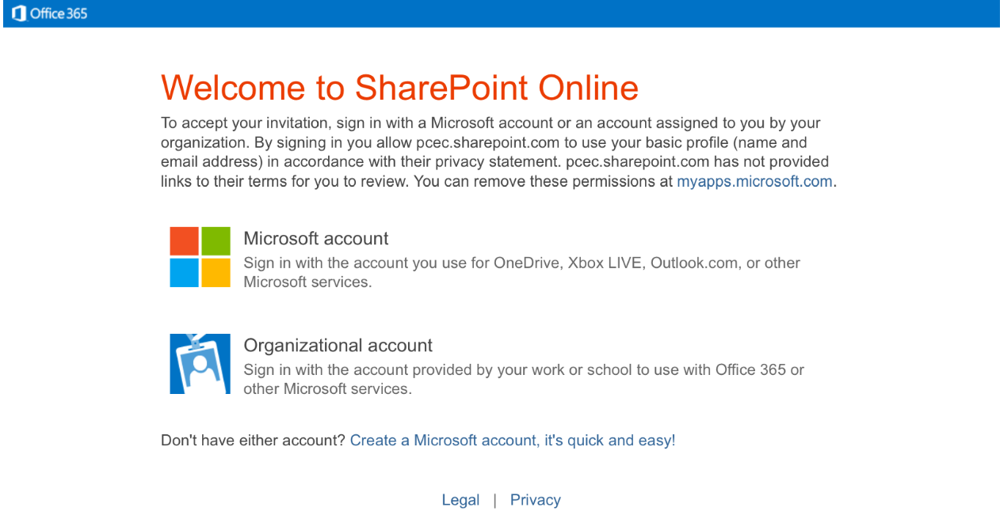 Office 365
Welcome to SharePoint Online
To accept your invitation, sign in with a Microsoft account or an account assigned to you by your
organization. By signing in you allow pcec.sharepoint.com to use your basic profile (name and
email address) in accordance with their privacy statement. pcec.sharepoint.com has not provided
links to their terms for you to review. You can remove these permissions at myapps.microsoft.com.
Microsoft account
Sign in with the account you use for OneDrive, Xbox LIVE, Outlook.com, or other
Microsoft services.
Organizational account
Sign in with the account provided by your work or school to use with Office 365 or
other Microsoft services.
Don't have either account? Create a Microsoft account, it's quick and easy!
Legal | Privacy